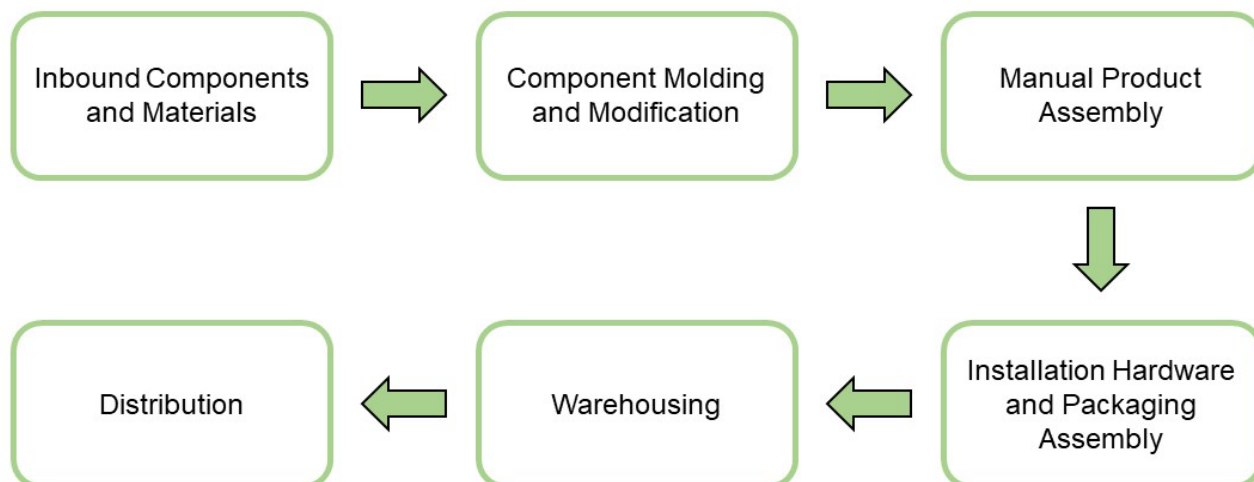 Inbound Components
and Materials
Component Molding
and Modification
Manual Product
Assembly
Installation Hardware
and Packaging
Assembly
Warehousing
Distribution